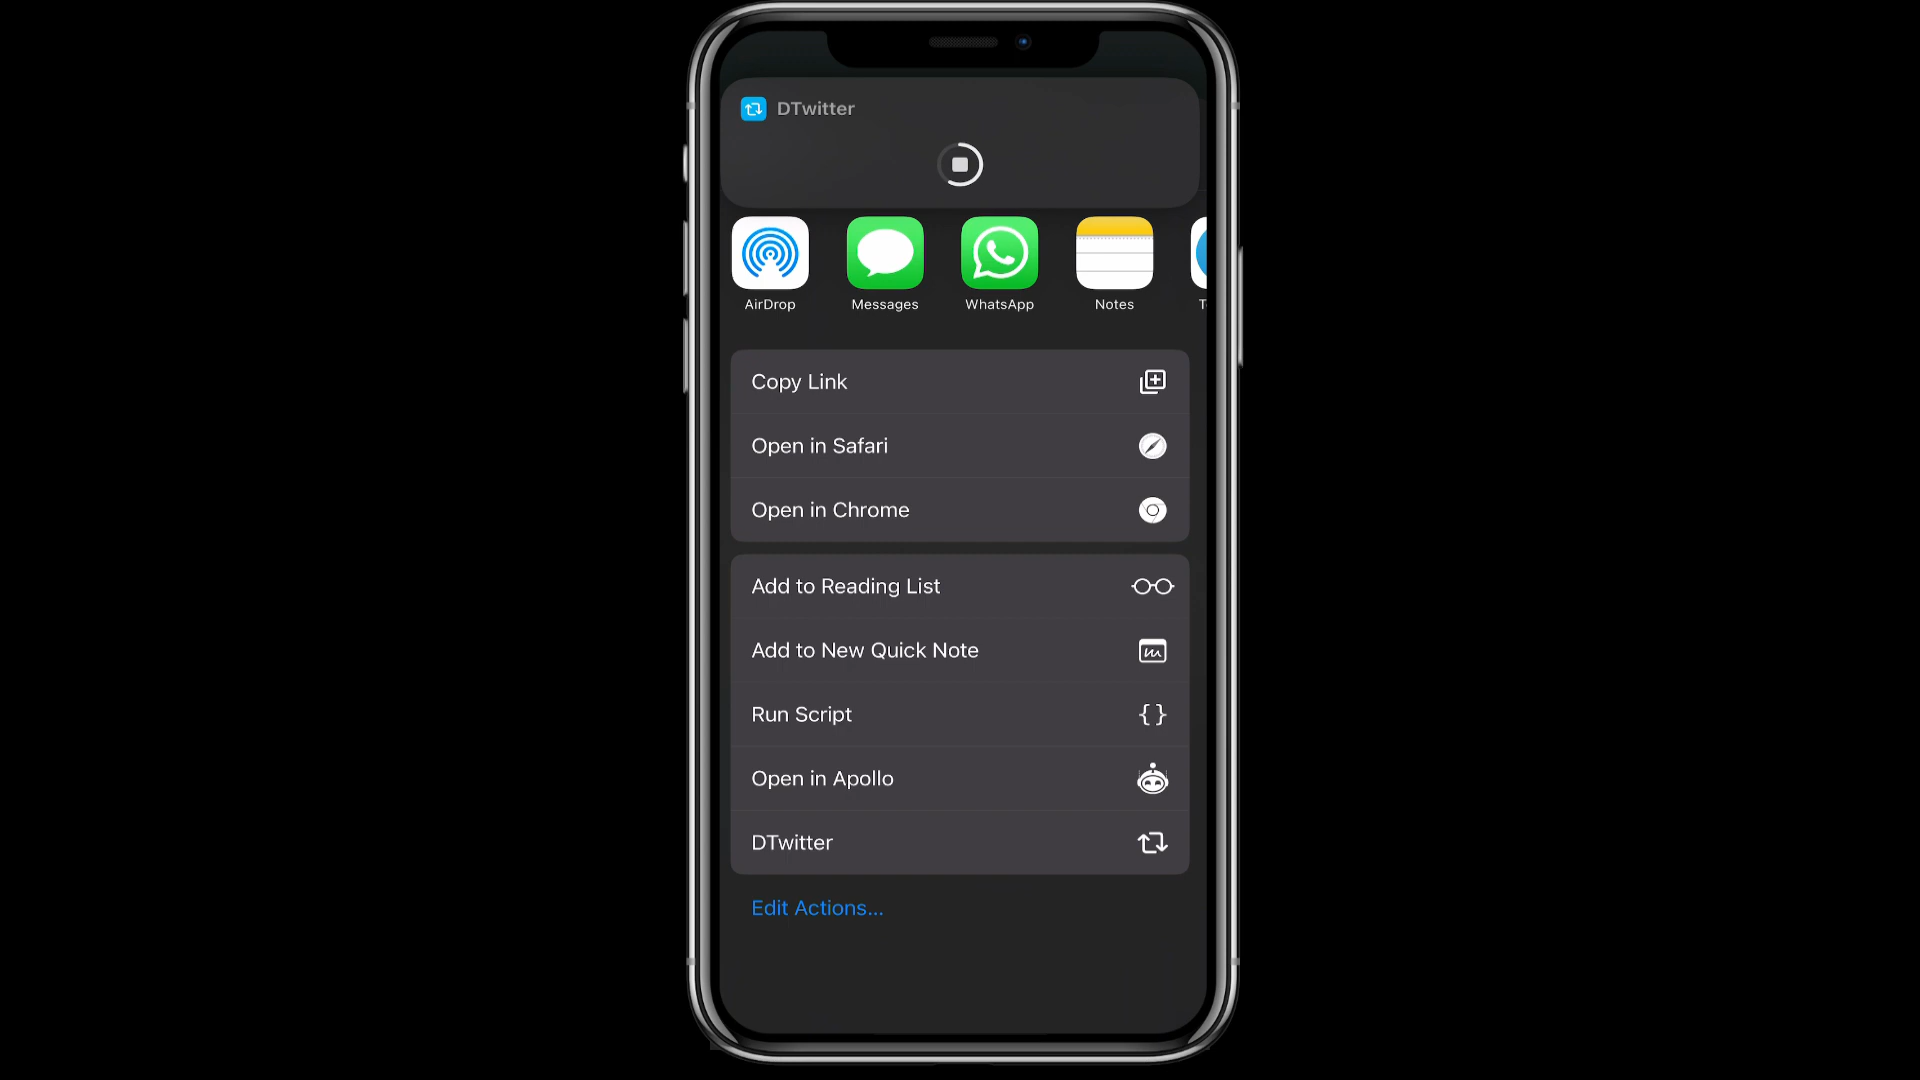 DTwitter
AirDrop
Messages
WhatsApp
Notes
Copy Link
Open in Safari
Open in Chrome
Add to Reading List
Add to New Quick Note
Run Script
Open in Apollo
DTwitter
Edit Actions...